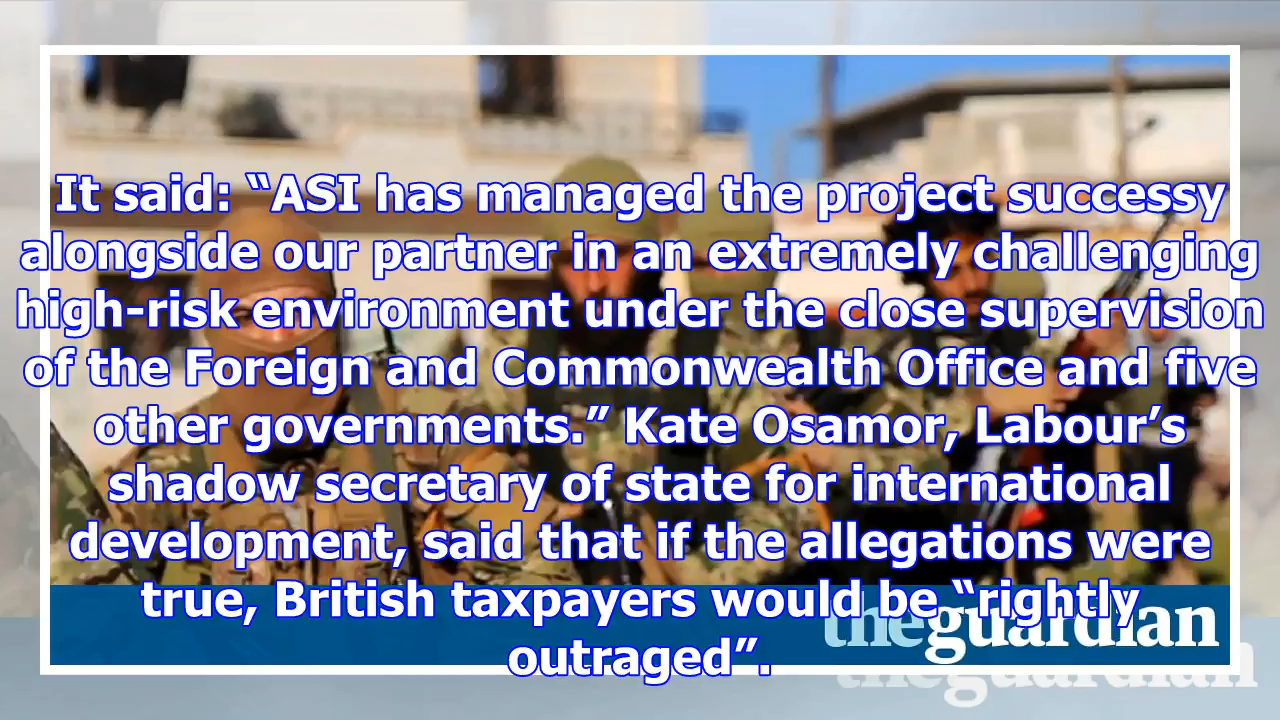 It said: “ASI has managed the project successy
alongside our partner in an extremely challenging
high-risk environment under the close supervision
of the Foreign and Commonwealth Office and five
other governments.” Kate Osamor, Labour’s
shadow secretary of state for international
development, said that if the allegations were
true, British taxpayers would be “rightly
outraged”.
theguardian
theguardian